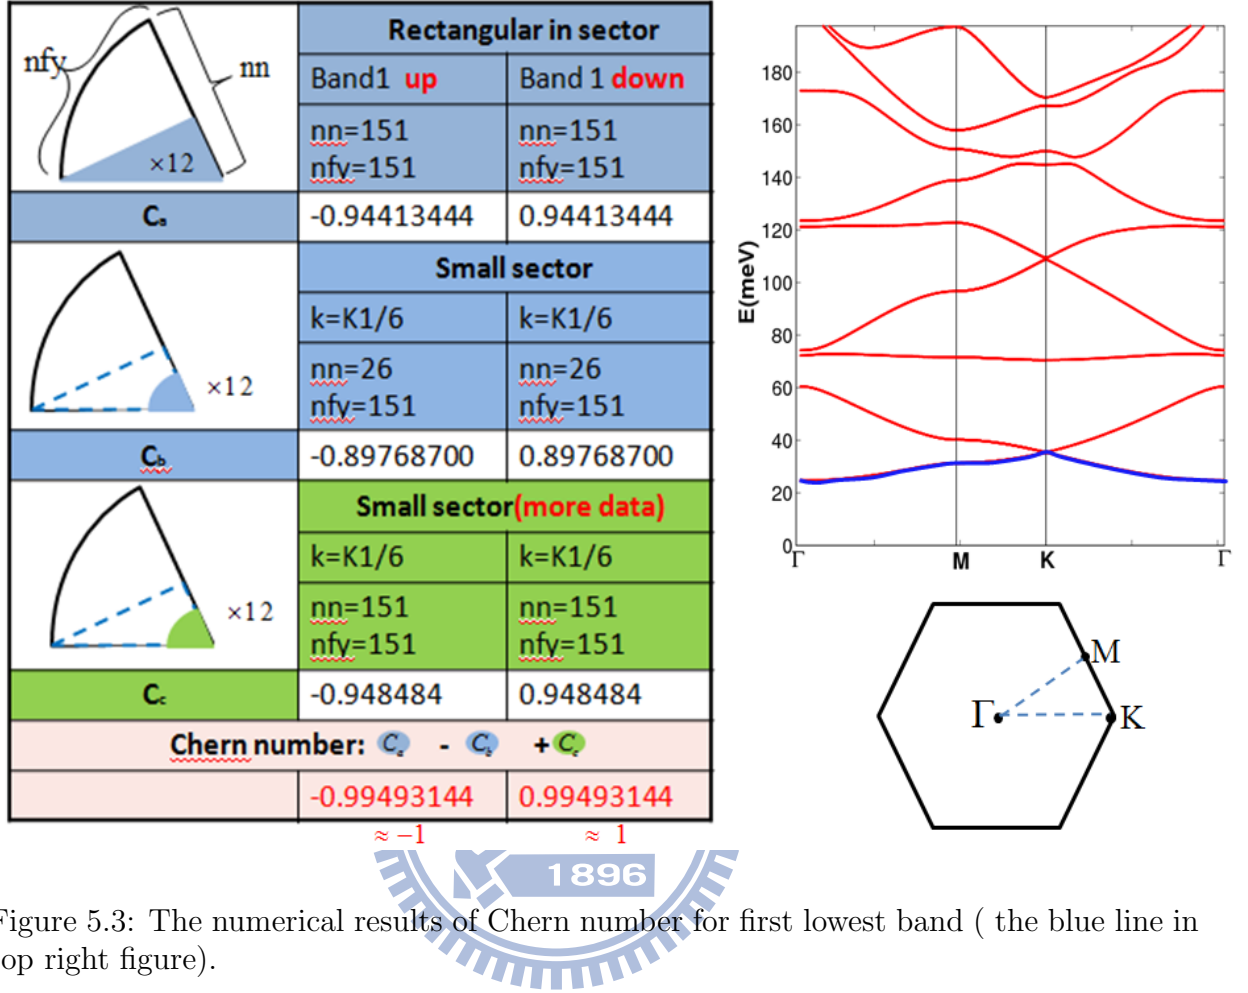 nfy
nn
×12
Rectangular in sector
Band1 up
Band 1 down
nn=151
nfy=151
nn=151
nfy=151
Ca
-0.94413444
0.94413444
×12
Small sector
k=K1/6
k=K1/6
nn=26
nfy=151
nn=26
nfy=151
Cb
-0.89768700
0.89768700
×12
Small sector(more data)
k=K1/6
k=K1/6
nn=151
nfy=151
nn=151
nfy=151
Cc
-0.948484
0.948484
Chern number: Ca - Cb + Cc
-0.99493144
0.99493144
≈ −1
≈ 1
E(meV)
180
160
140
120
100
80
60
40
20
0
Γ
M
K
Γ
M
Γ
K
1896
Figure 5.3: The numerical results of Chern number for first lowest band ( the blue line in
op right figure).